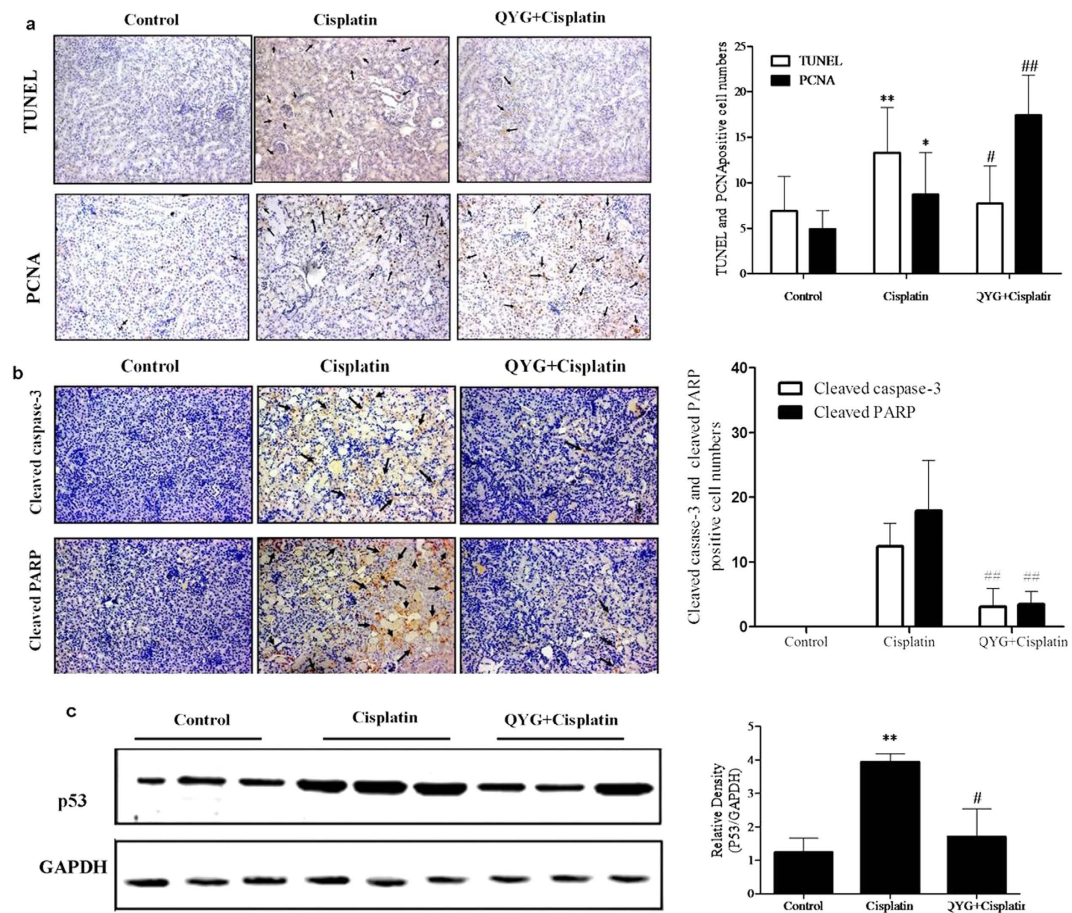 a
Control
Cisplatin
QYG+Cisplatin
TUNEL
PCNA
TUNEL and PCNApositive cell numbers
25
20
15
10
5
0
TUNEL
PCNA
**
*
#
##
Control
Cisplatin
QYG+Cisplatin
b
Control
Cisplatin
QYG+Cisplatin
Cleaved caspase-3
Cleaved PARP
Cleaved casase-3 and cleaved PARP
positive cell numbers
40
30
20
10
0
Cleaved caspase-3
Cleaved PARP
##
##
Control
Cisplatin
QYG+Cisplatin
c
Control
Cisplatin
QYG+Cisplatin
p53
GAPDH
Relative Density
(P53/GAPDH)
5
4
3
2
1
0
**
#
Control
Cisplatin
QYG+Cisplatin